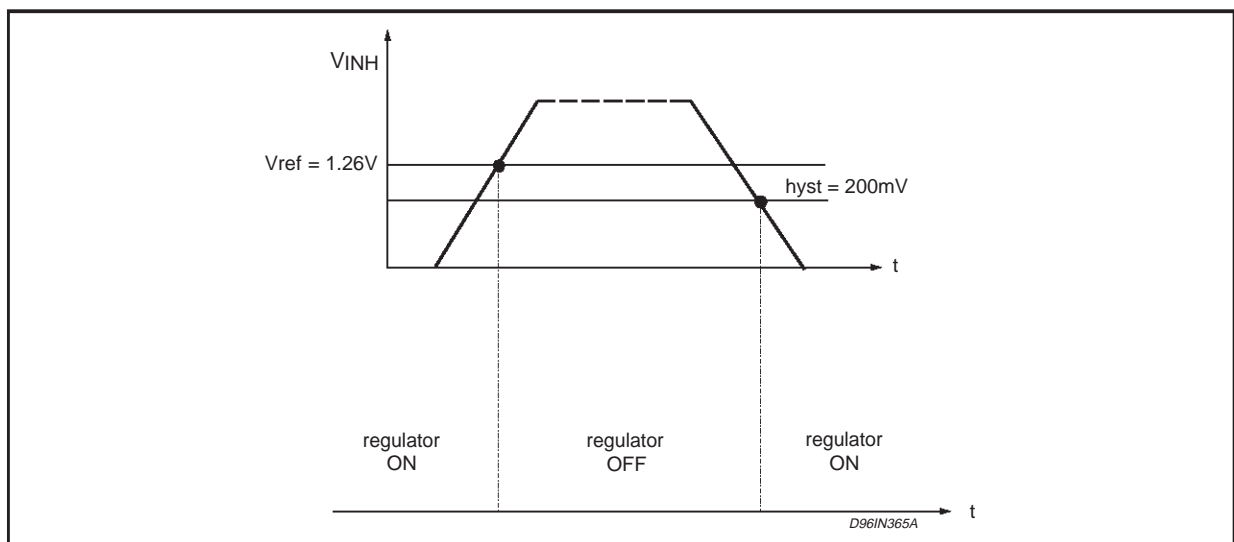 VINH
Vref = 1.26V
hyst = 200mV
t
regulator
ON
regulator
OFF
regulator
ON
t
D96IN365A